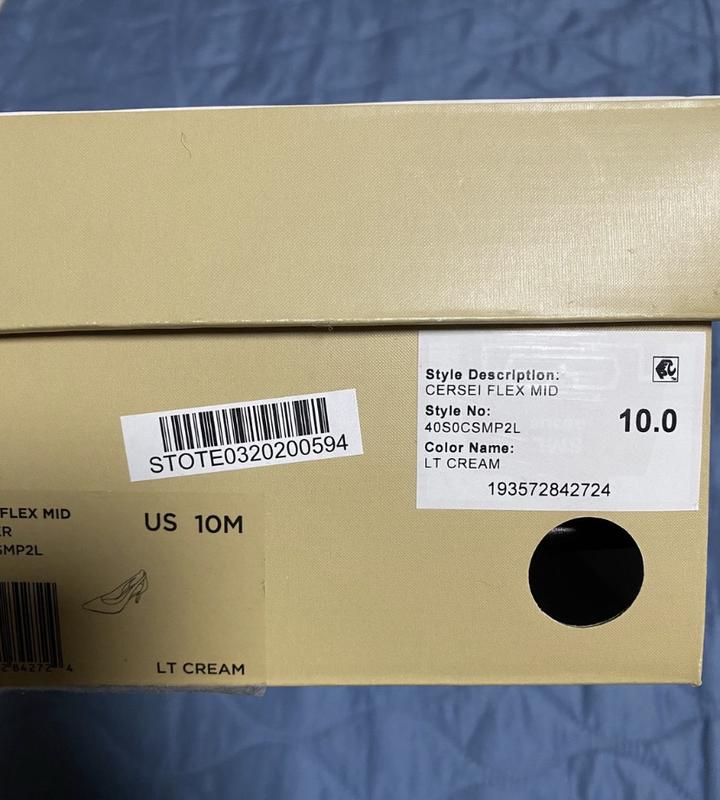 Style Description:
CERSEI FLEX MID
Style No:
40S0CSMP2L
10.0
Color Name:
LT CREAM
193572842724
STOTE0320200594
FLEX MID
US 10M
LT CREAM